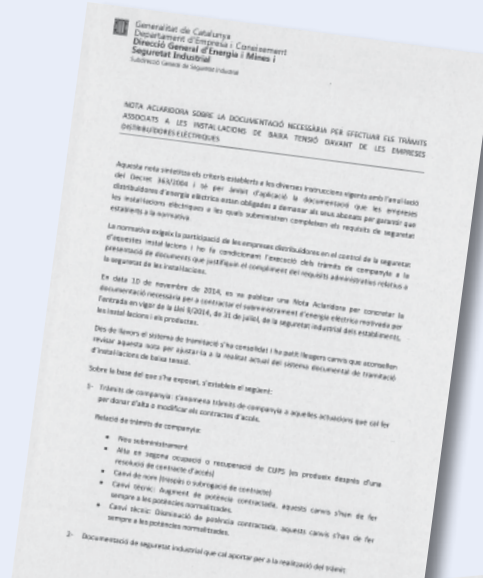 Generalitat de Catalunya
Departament d'Empresa i Coneixement
Direcció General d'Energia i Mines i
Seguretat Industrial
Subdirecció General de Seguretat Industrial
NOTA ACLARIDORA SOBRE LA DOCUMENTACIÓ NECESSÀRIA PER EFECTUAR ELS TRÀMITS
ASSOCIATS A LES INSTAL·LACIONS DE BAIXA TENSIÓ DAVANT DE LES EMPRESES
DISTRIBUÏDORES ELÈCTRIQUES
Aquesta nota sintetitza els criteris establerts a les diverses instruccions vigents amb l'anul·lació
del Decret 363/2004 i té per àmbit d'aplicació la documentació que les empreses
distribuïdores d'energia elèctrica estan obligades a demanar als seus abonats per garantir que
les instal·lacions elèctriques a les quals subministren compleixen els requisits de seguretat
establerts a la normativa.
La normativa exigeix la participació de les empreses distribuïdores en el control de la seguretat
d'aquestes instal·lacions i ho fa condicionant l'execució dels tràmits de companyia a la
presentació de documents que justifiquin el compliment del requisits administratius relatius a
la seguretat de les instal·lacions.
En data 10 de novembre de 2014, es va publicar una Nota Aclaridora per concretar la
documentació necessària per a contractar el subministrament d'energia elèctrica motivada per
l'entrada en vigor de la Llei 9/2014, de 31 de juliol, de la seguretat industrial dels establiments,
les instal·lacions i els productes.
Des de llavors el sistema de tramitació s'ha consolidat i ha patit lleugers canvis que aconsellen
revisar aquesta nota per ajustar-la a la realitat actual del sistema documental de tramitació
d'instal·lacions de baixa tensió.
Sobre la base del que s'ha exposat, s'estableix el següent:
1- Tràmits de companyia: s'anomena tràmits de companyia a aquelles actuacions que cal fer
per donar d'alta o modificar els contractes d'accés.
Relació de tràmits de companyia:
• Nou subministrament
• Alta en segona ocupació o recuperació de CUPS (es produeix després d'una
resolució de contracte d'accés)
• Canvi de nom (traspàs o subrogació de contracte)
• Canvi tècnic: Augment de potència contractada, aquests canvis s'han de fer
sempre a les potències normalitzades.
• Canvi tècnic: Disminució de potència contractada, aquests canvis s'han de fer
sempre a les potències normalitzades.
2- Documentació de seguretat industrial que cal aportar per a la realització del tràmit